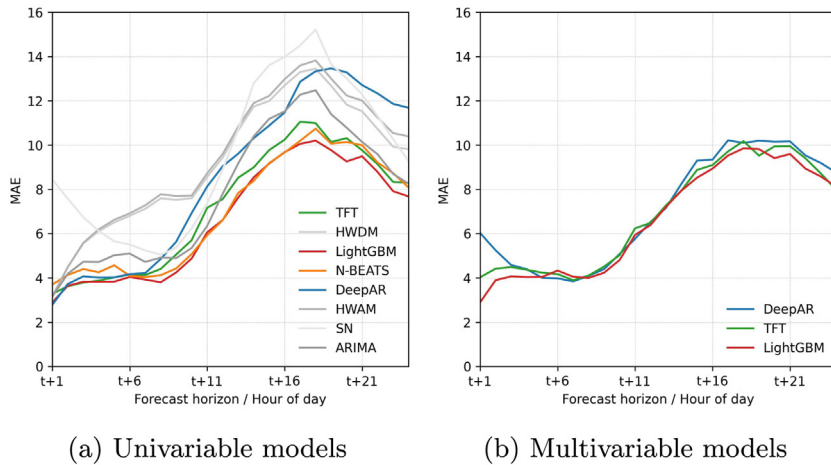 16
14
12
10
8
6
4
2
0
MAE
t+1
t+6
t+11
t+16
t+21
Forecast horizon / Hour of day
TFT
HWDM
LightGBM
N-BEATS
DeepAR
HWAM
SN
ARIMA
(a) Univariable models
16
14
12
10
8
6
4
2
0
MAE
t+1
t+6
t+11
t+16
t+21
Forecast horizon / Hour of day
DeepAR
TFT
LightGBM
(b) Multivariable models